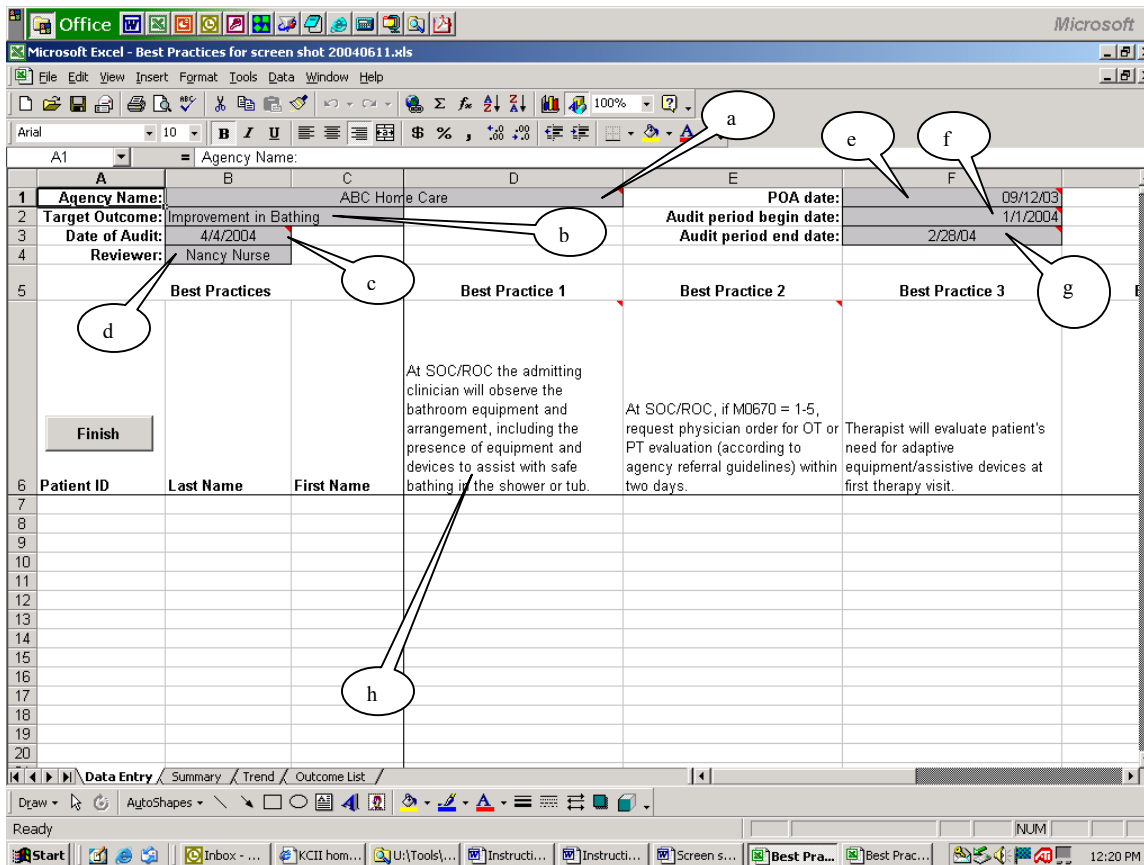 Office Microsoft
Microsoft Excel - Best Practices for screen shot 20040611.xls
File Edit View Insert Format Tools Data Window Help
100%
Arial 10 B I U $ % ,
A1 = Agency Name:
A B C D E F
1 Agency Name: ABC Home Care POA date: 09/12/03
2 Target Outcome: Improvement in Bathing Audit period begin date: 1/1/2004
3 Date of Audit: 4/4/2004 Audit period end date: 2/28/04
4 Reviewer: Nancy Nurse
a
b
c
d
e
f
g
h
5 Best Practices Best Practice 1 Best Practice 2 Best Practice 3
At SOC/ROC the admitting
clinician will observe the
bathroom equipment and
arrangement, including the
presence of equipment and
devices to assist with safe
bathing in the shower or tub.
At SOC/ROC, if M0670 = 1-5,
request physician order for OT or
PT evaluation (according to
agency referral guidelines) within
two days.
Therapist will evaluate patient's
need for adaptive
equipment/assistive devices at
first therapy visit.
Finish
6 Patient ID Last Name First Name
7
8
9
10
11
12
13
14
15
16
17
18
19
20
Data Entry Summary Trend Outcome List
Draw AutoShapes
Ready NUM
Start Inbox - ... KCII hom... U:\Tools\... Instructi... Instructi... Screen s... Best Pra... Best Prac... 12:20 PM